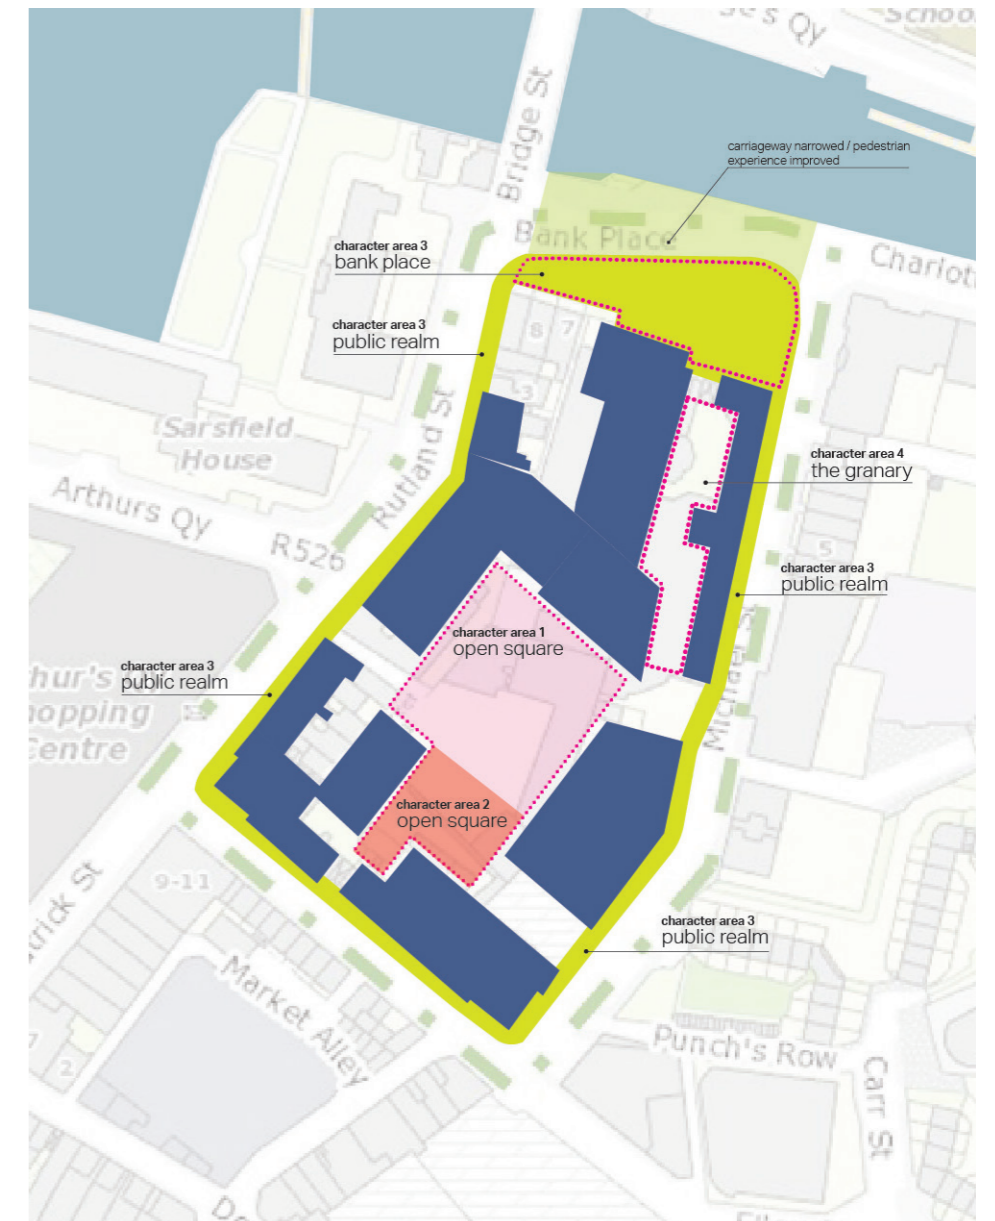 Schoo
's Qy
Bridge St
carriageway narrowed / pedestrian
experience improved
Bank Place
character area 3
bank place
Charlott
character area 3
public realm
8
7
3
Sarsfield
House
Rutland St
character area 4
the granary
Arthurs Qy
R526
5
character area 3
public realm
character area 1
open square
Michael St
character area 3
public realm
hur's
hopping
Centre
character area 2
open square
9-11
trick St
character area 3
public realm
Market Alley
Punch's Row
Carr St
2